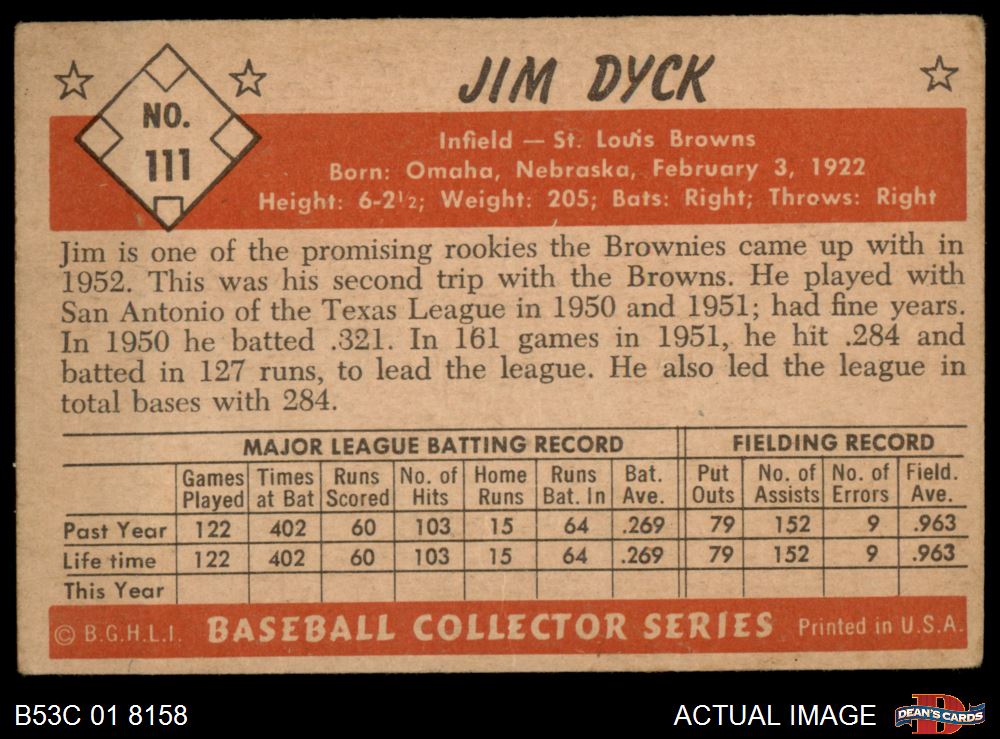 JIM DYCK
NO.
111
Infield — St. Louis Browns
Born: Omaha, Nebraska, February 3, 1922
Height: 6-2½; Weight: 205; Bats: Right; Throws: Right
Jim is one of the promising rookies the Brownies came up with in
1952. This was his second trip with the Browns. He played with
San Antonio of the Texas League in 1950 and 1951; had fine years.
In 1950 he batted .321. In 161 games in 1951, he hit .284 and
batted in 127 runs, to lead the league. He also led the league in
total bases with 284.
MAJOR LEAGUE BATTING RECORD FIELDING RECORD
Games Times Runs No. of Home Runs Bat. Put No. of No. of Field.
Played at Bat Scored Hits Runs Bat. In Ave. Outs Assists Errors Ave.
Past Year 122 402 60 103 15 64 .269 79 152 9 .963
Life time 122 402 60 103 15 64 .269 79 152 9 .963
This Year
© B.G.H.L.I. BASEBALL COLLECTOR SERIES Printed in U.S.A.
B53C 01 8158 ACTUAL IMAGE DEAN'S CARDS